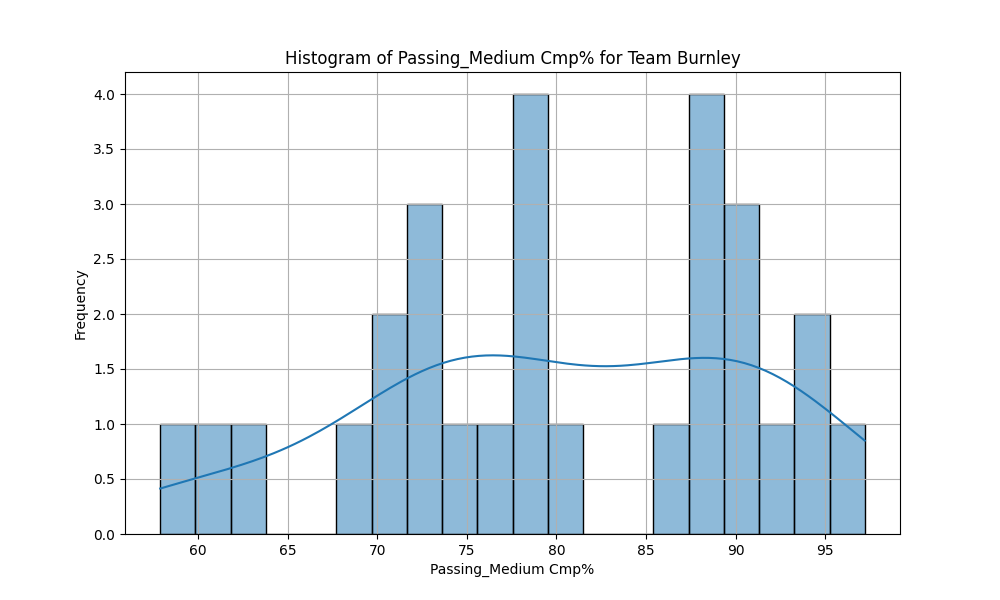 Histogram of Passing_Medium Cmp% for Team Burnley
4.0
3.5
3.0
2.5
2.0
1.5
1.0
0.5
0.0
Frequency
60 65 70 75 80 85 90 95
Passing_Medium Cmp%